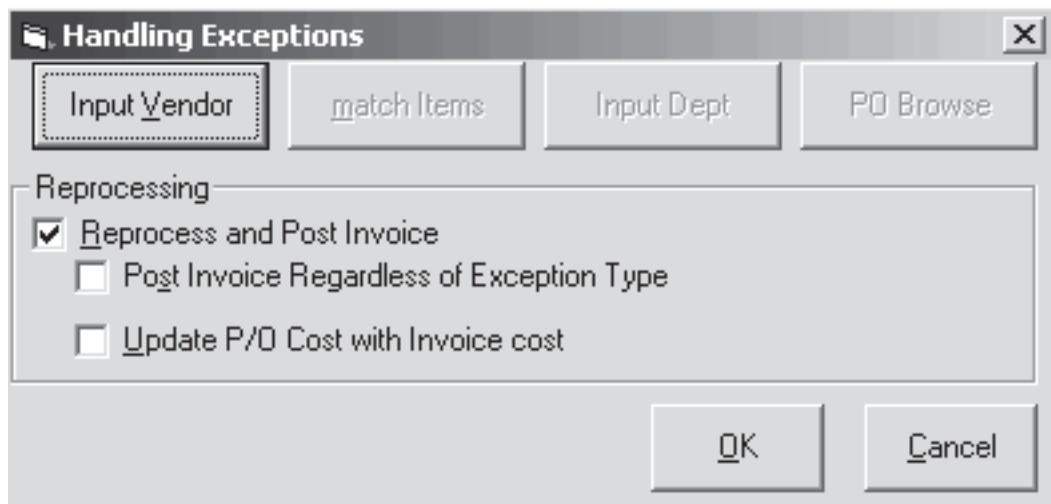 Handling Exceptions
Input Vendor match Items Input Dept PO Browse
Reprocessing
Reprocess and Post Invoice
Post Invoice Regardless of Exception Type
Update P/O Cost with Invoice cost
OK Cancel